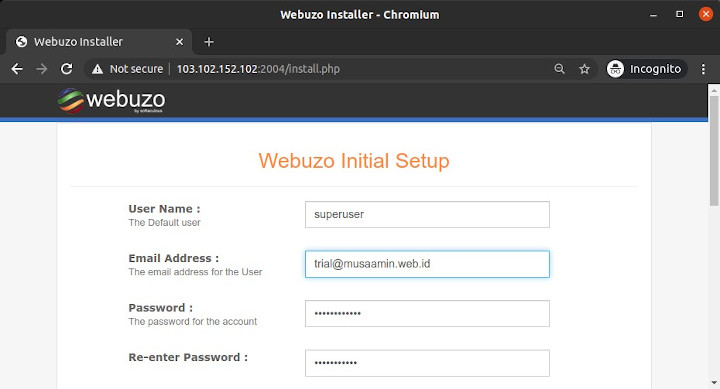 Webuzo Installer - Chromium
Webuzo Installer
Not secure | 103.102.152.102:2004/install.php
Incognito
webuzo
by softaculous
Webuzo Initial Setup
User Name :
superuser
The Default user
Email Address :
trial@musaamin.web.id
The email address for the User
Password :
••••••••••••
The password for the account
Re-enter Password :
•••••••••••